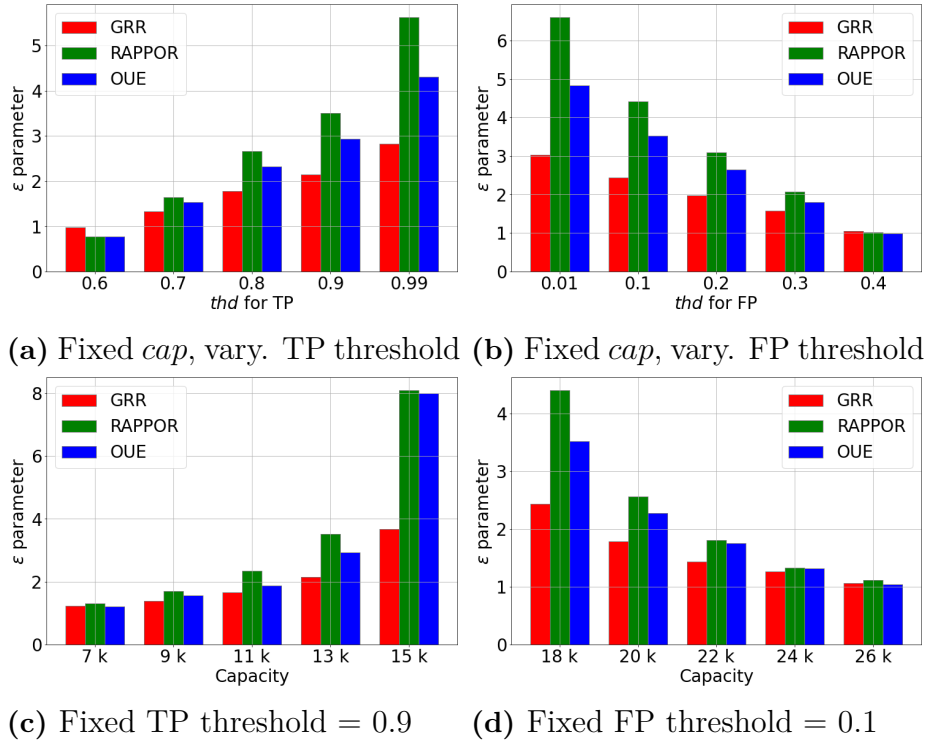 GRR
RAPPOR
OUE
ε parameter
5
4
3
2
1
0
0.6 0.7 0.8 0.9 0.99
thd for TP
(a) Fixed cap, vary. TP threshold
GRR
RAPPOR
OUE
ε parameter
6
5
4
3
2
1
0
0.01 0.1 0.2 0.3 0.4
thd for FP
(b) Fixed cap, vary. FP threshold
GRR
RAPPOR
OUE
ε parameter
8
6
4
2
0
7 k 9 k 11 k 13 k 15 k
Capacity
(c) Fixed TP threshold = 0.9
GRR
RAPPOR
OUE
ε parameter
4
3
2
1
0
18 k 20 k 22 k 24 k 26 k
Capacity
(d) Fixed FP threshold = 0.1